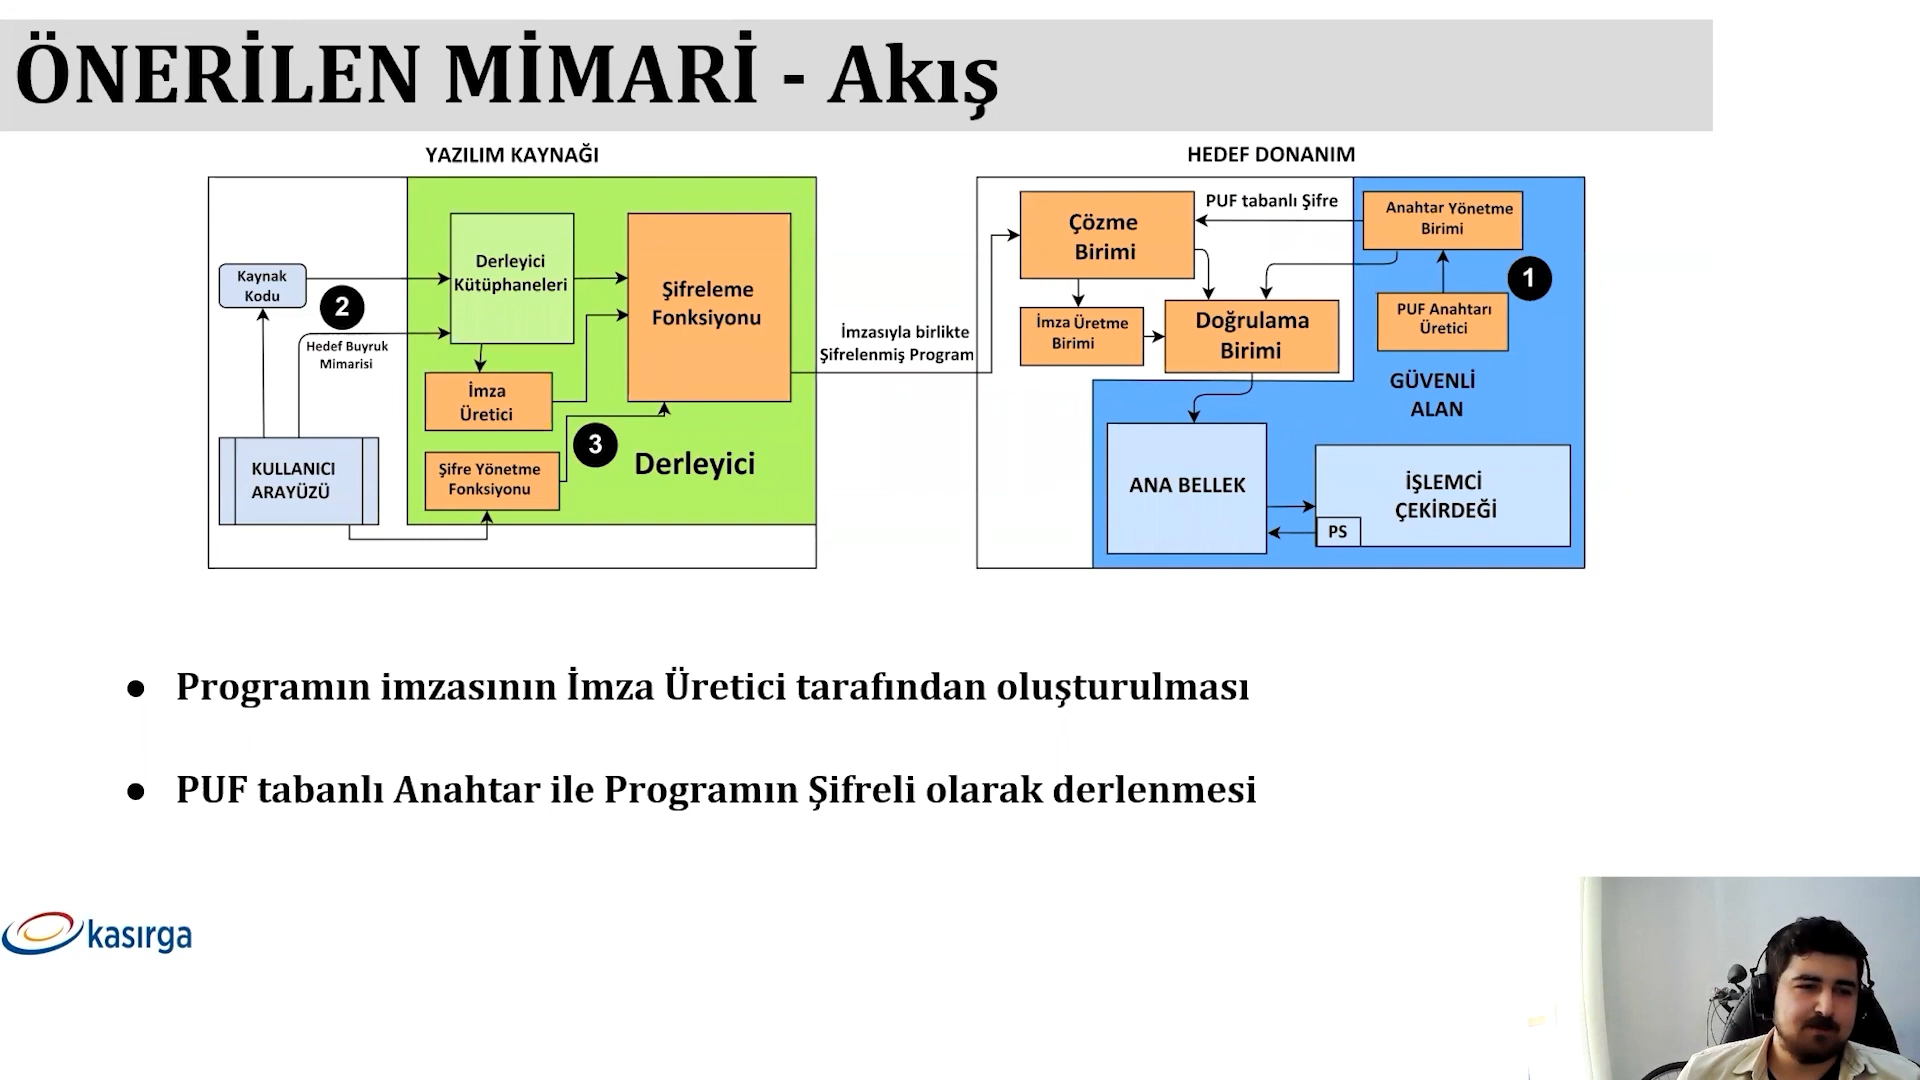 ÖNERİLEN MİMARİ - Akış
YAZILIM KAYNAĞI
Kaynak
Kodu
2
Hedef Buyruk
Mimarisi
KULLANICI
ARAYÜZÜ
Derleyici
Kütüphaneleri
İmza
Üretici
Şifre Yönetme
Fonksiyonu
3
Şifreleme
Fonksiyonu
Derleyici
İmzasıyla birlikte
Şifrelenmiş Program
HEDEF DONANIM
Çözme
Birimi
PUF tabanlı Şifre
Anahtar Yönetme
Birimi
1
PUF Anahtarı
Üretici
İmza Üretme
Birimi
Doğrulama
Birimi
GÜVENLİ
ALAN
ANA BELLEK
İŞLEMCİ
ÇEKİRDEĞİ
PS
● Programın imzasının İmza Üretici tarafından oluşturulması
● PUF tabanlı Anahtar ile Programın Şifreli olarak derlenmesi
kasırga